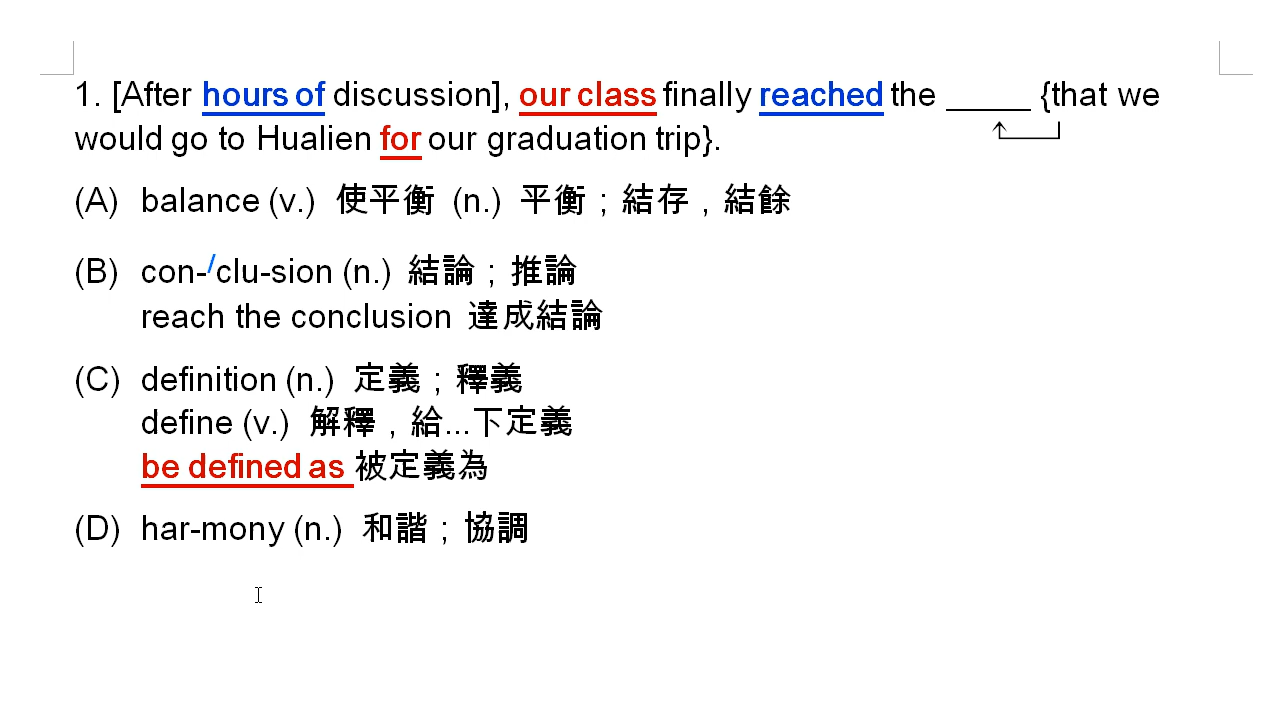 1. [After hours of discussion], our class finally reached the _____ {that we
would go to Hualien for our graduation trip}.
(A) balance (v.) 使平衡 (n.) 平衡；結存，結餘
(B) con-/clu-sion (n.) 結論；推論
reach the conclusion 達成結論
(C) definition (n.) 定義；釋義
define (v.) 解釋，給...下定義
be defined as 被定義為
(D) har-mony (n.) 和諧；協調